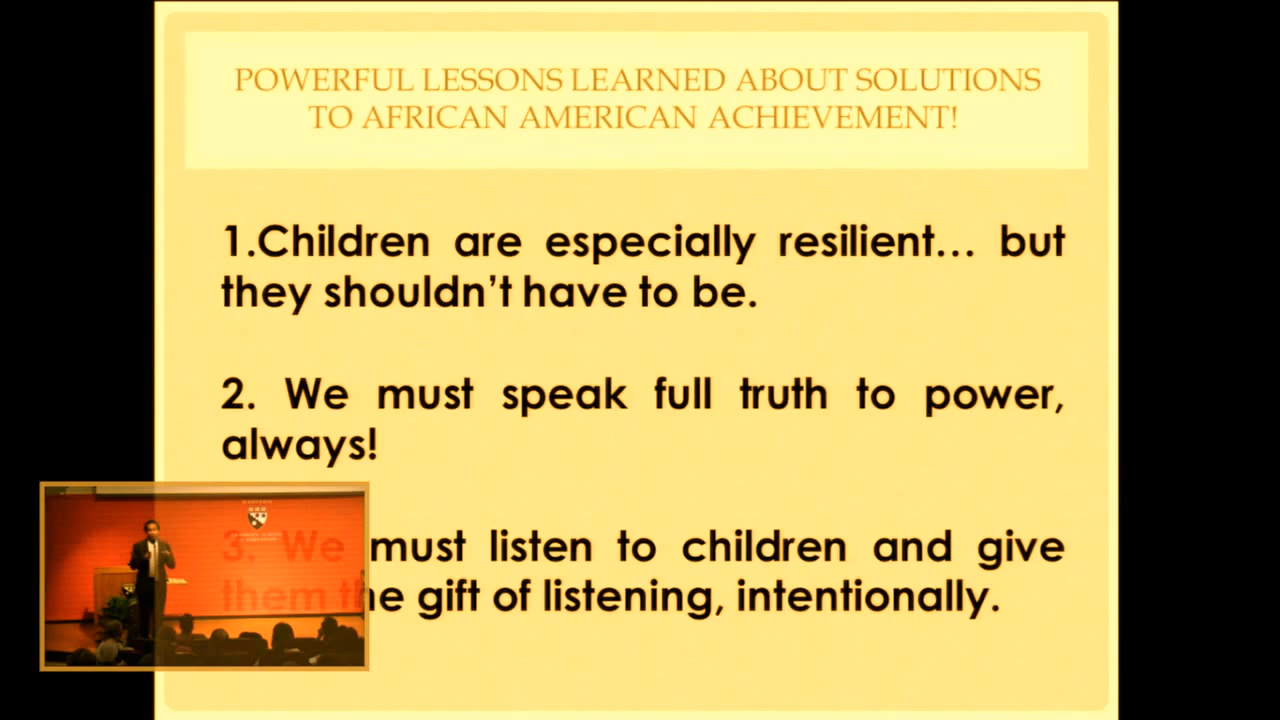 POWERFUL LESSONS LEARNED ABOUT SOLUTIONS
TO AFRICAN AMERICAN ACHIEVEMENT!
1.Children are especially resilient... but
they shouldn't have to be.
2. We must speak full truth to power,
always!
3. We must listen to children and give
them the gift of listening, intentionally.